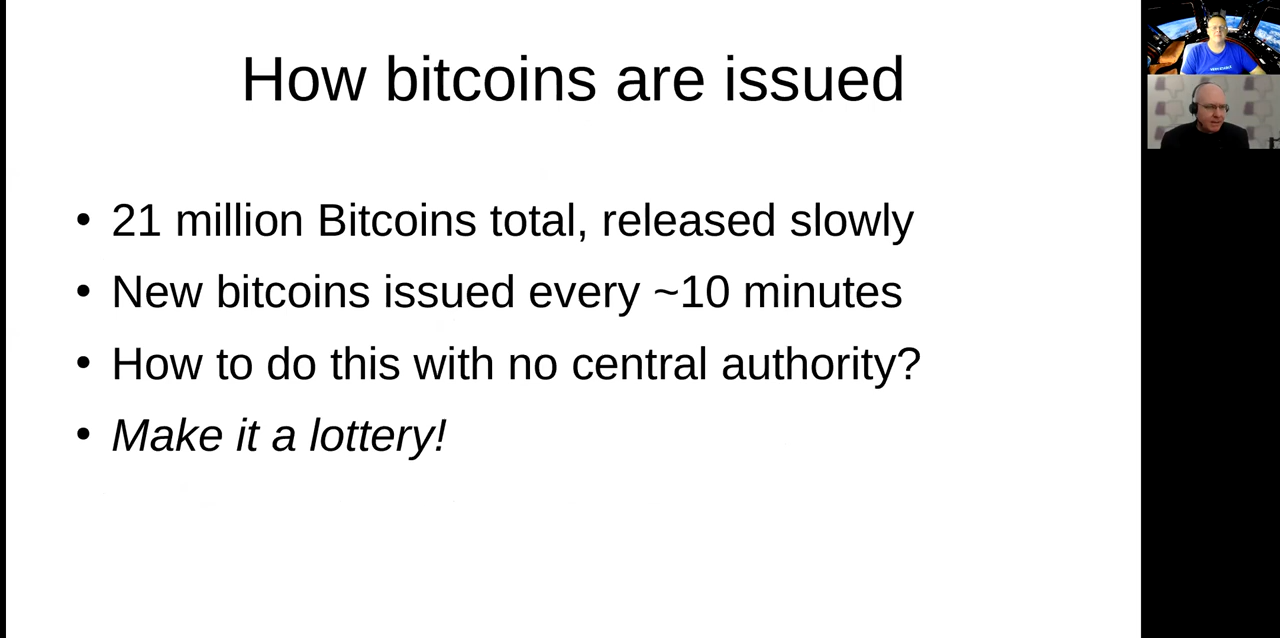 How bitcoins are issued
• 21 million Bitcoins total, released slowly
• New bitcoins issued every ~10 minutes
• How to do this with no central authority?
• Make it a lottery!